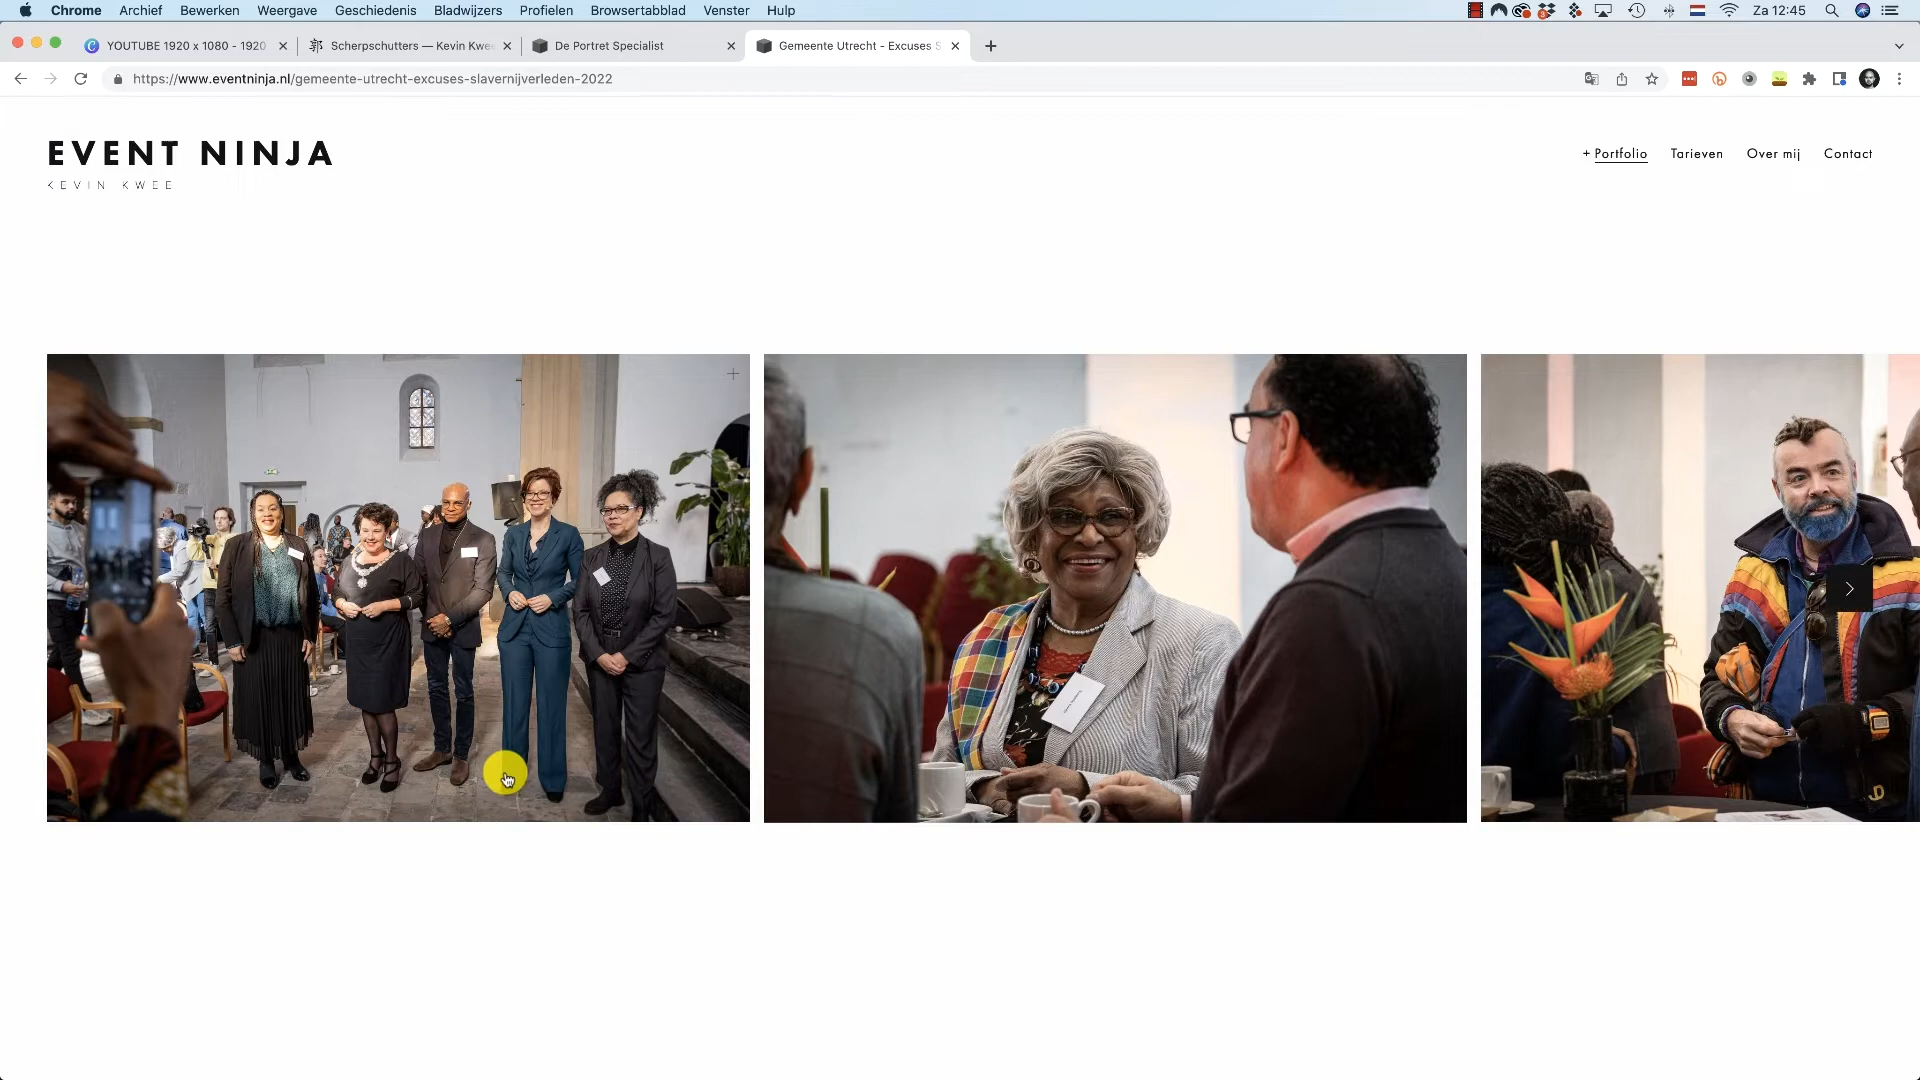 Chrome Archief Bewerken Weergave Geschiedenis Bladwijzers Profielen Browsertabblad Venster Hulp
Za 12:45
YOUTUBE 1920 x 1080 - 1920
Scherpschutters — Kevin Kwee
De Portret Specialist
Gemeente Utrecht - Excuses S
https://www.eventninja.nl/gemeente-utrecht-excuses-slavernijverleden-2022
EVENT NINJA
KEVIN KWEE
+ Portfolio Tarieven Over mij Contact